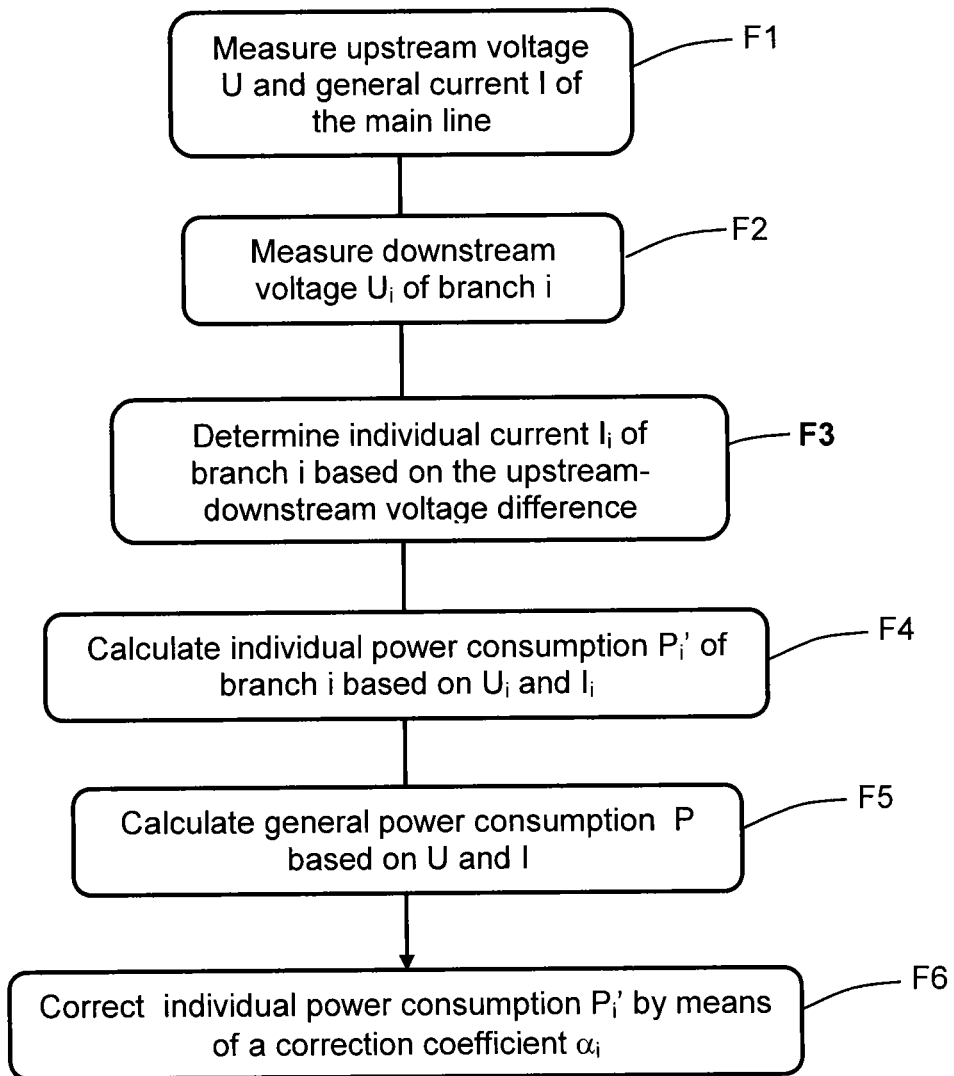 Measure upstream voltage
U and general current I of
the main line
F1
Measure downstream
voltage Uᵢ of branch i
F2
Determine individual current Iᵢ of
branch i based on the upstream-
downstream voltage difference
F3
Calculate individual power consumption Pᵢ’ of
branch i based on Uᵢ and Iᵢ
F4
Calculate general power consumption P
based on U and I
F5
Correct individual power consumption Pᵢ’ by means
of a correction coefficient αᵢ
F6